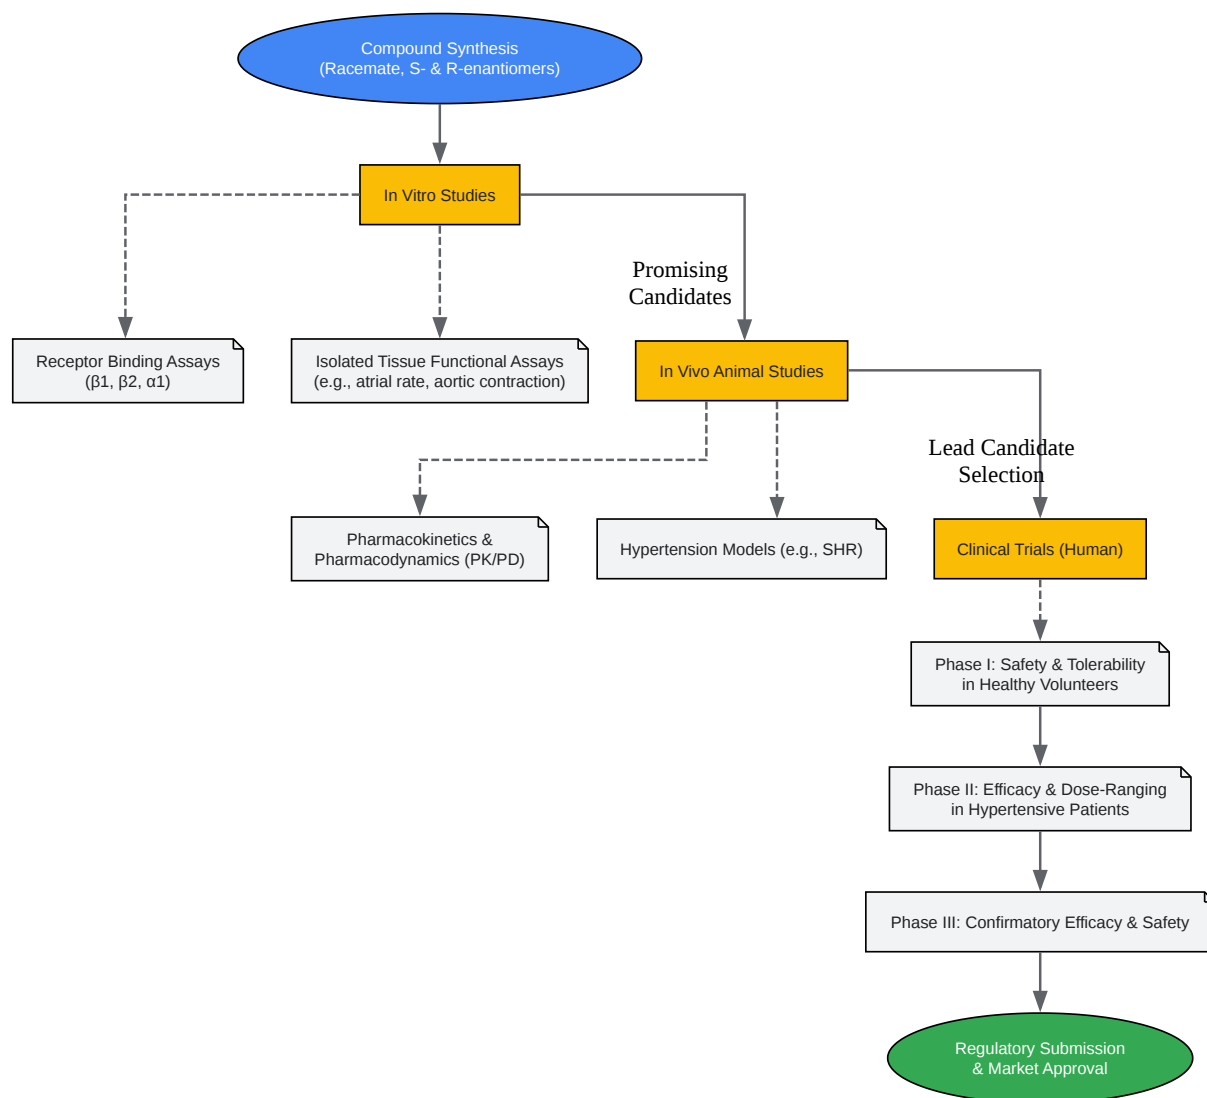 Compound Synthesis
(Racemate, S- & R-enantiomers)
In Vitro Studies
Promising
Candidates
Receptor Binding Assays
(β1, β2, α1)
Isolated Tissue Functional Assays
(e.g., atrial rate, aortic contraction)
In Vivo Animal Studies
Lead Candidate
Selection
Pharmacokinetics &
Pharmacodynamics (PK/PD)
Hypertension Models (e.g., SHR)
Clinical Trials (Human)
Phase I: Safety & Tolerability
in Healthy Volunteers
Phase II: Efficacy & Dose-Ranging
in Hypertensive Patients
Phase III: Confirmatory Efficacy & Safety
Regulatory Submission
& Market Approval